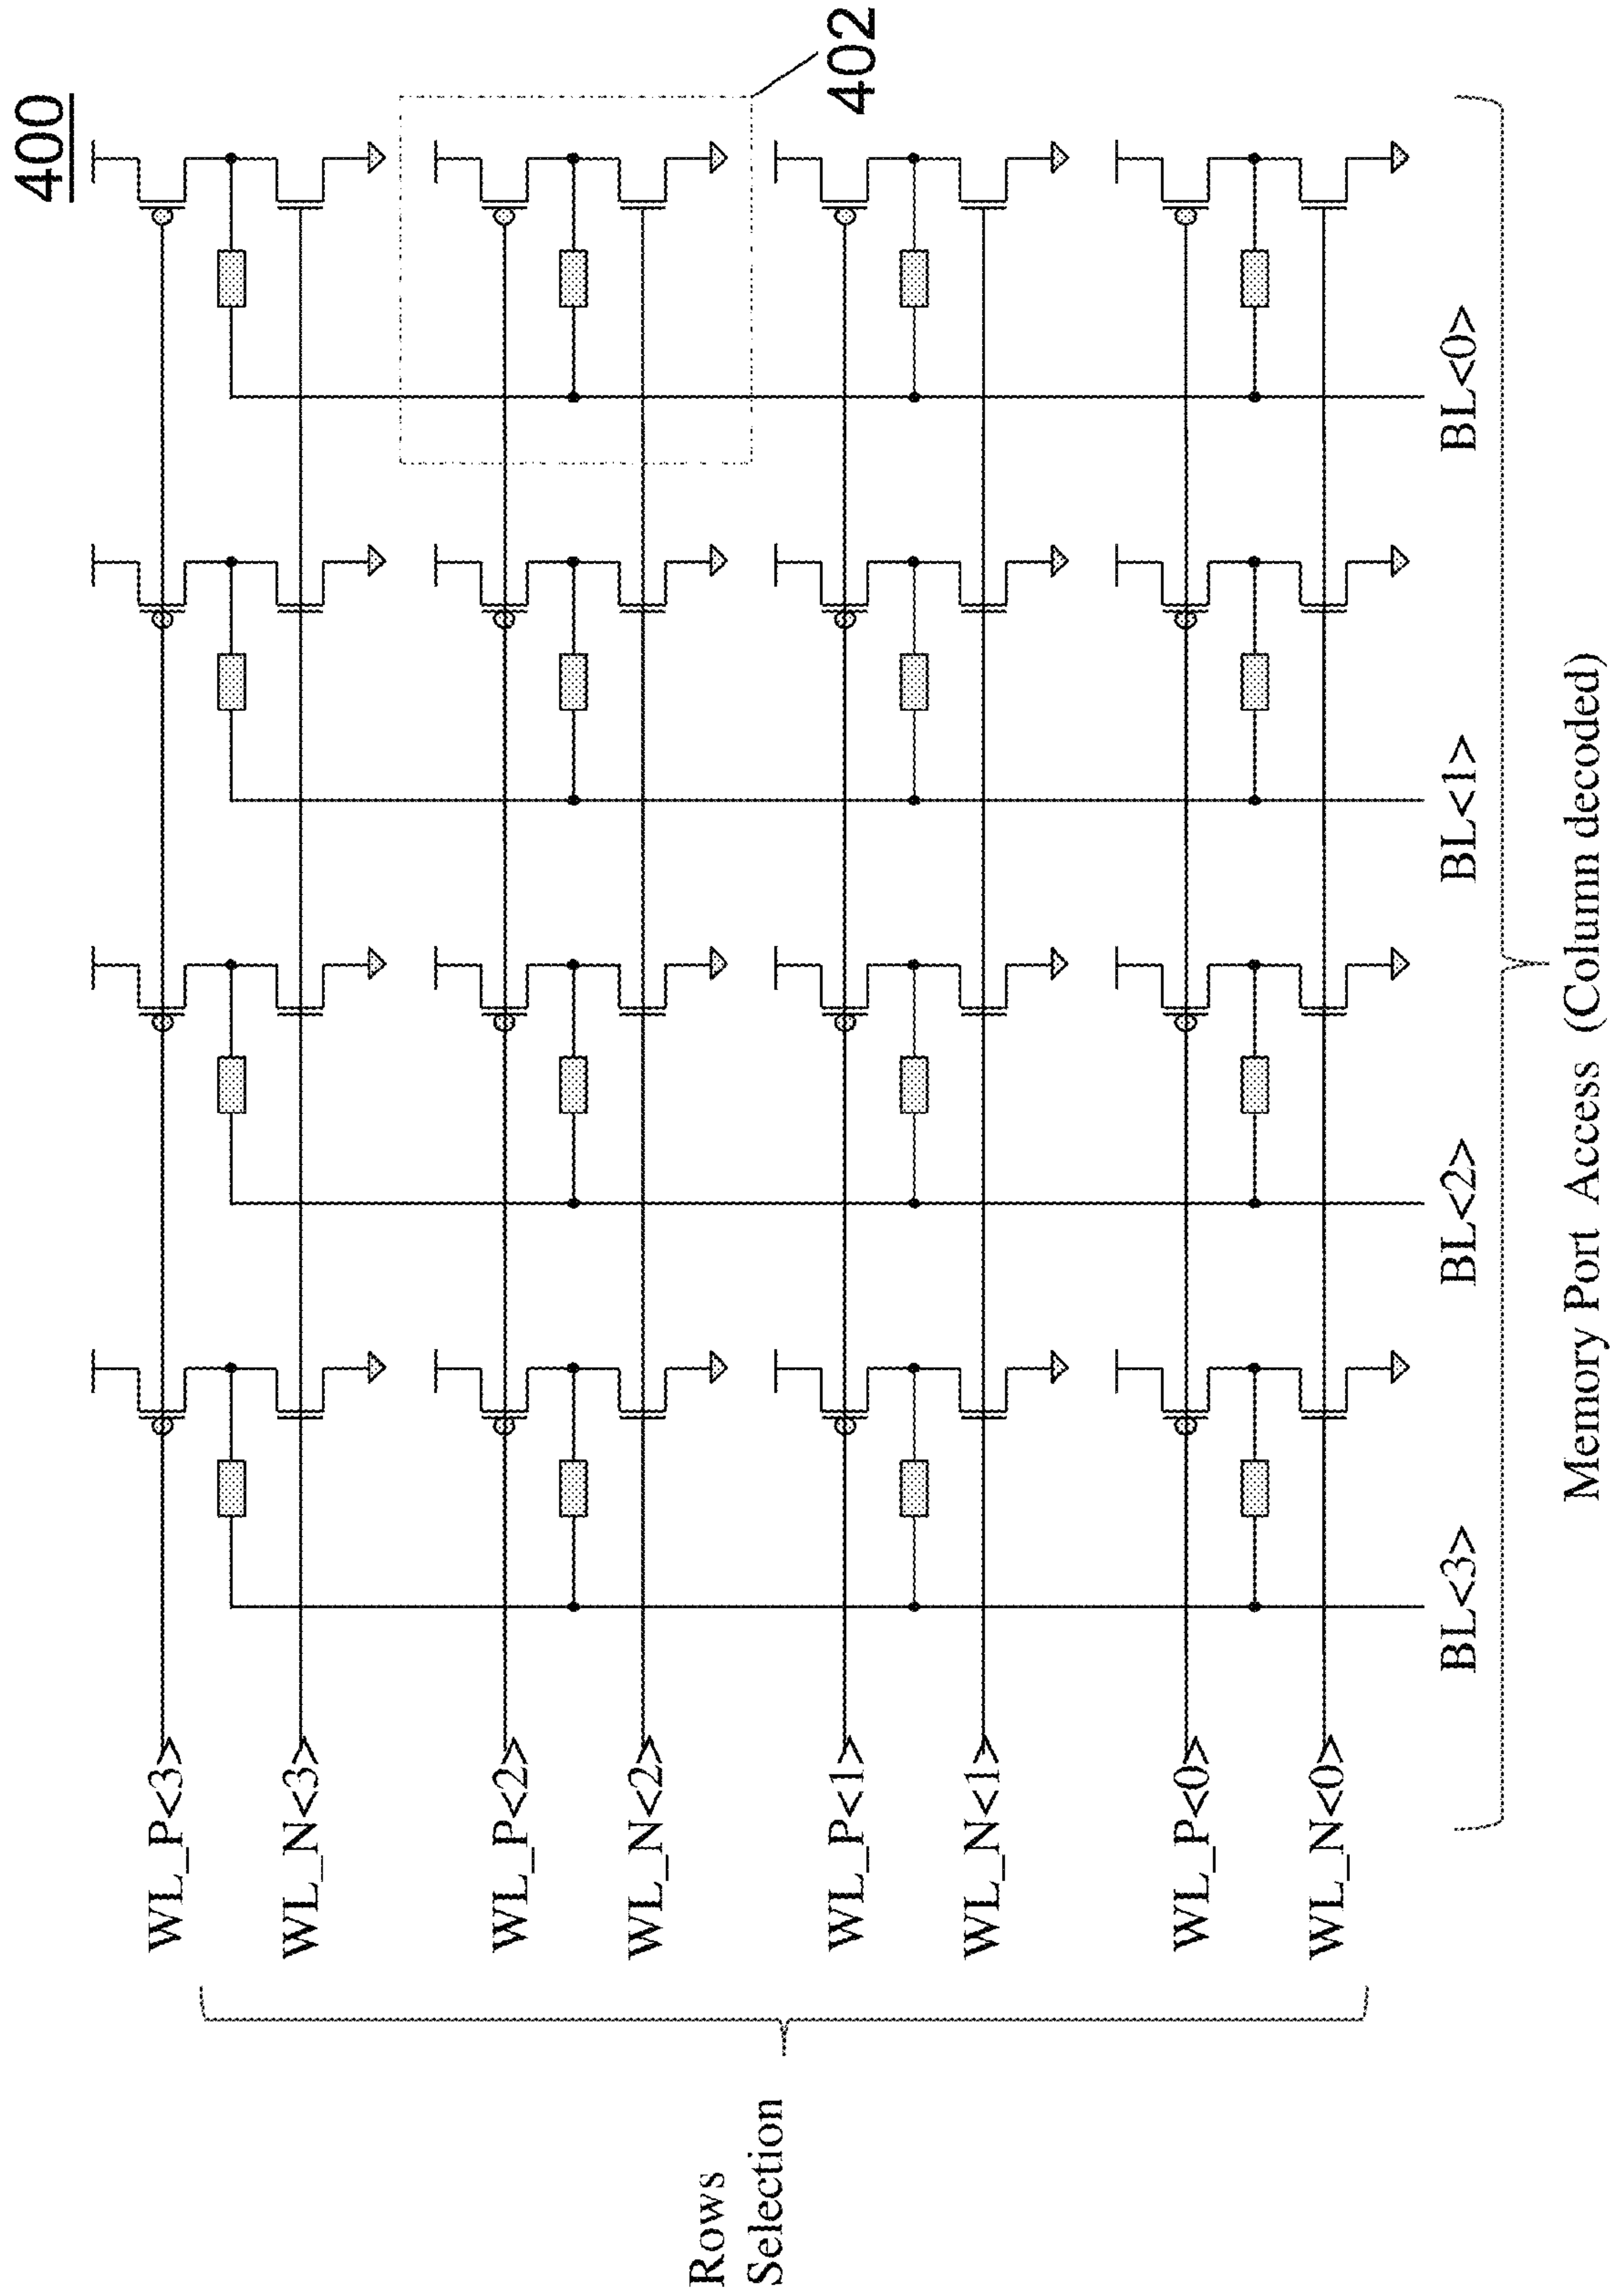 400
402
WL_P<3>
WL_N<3>
WL_P<2>
WL_N<2>
WL_P<1>
WL_N<1>
WL_P<0>
WL_N<0>
Rows
Selection
BL<3>
BL<2>
BL<1>
BL<0>
Memory Port Access (Column decoded)